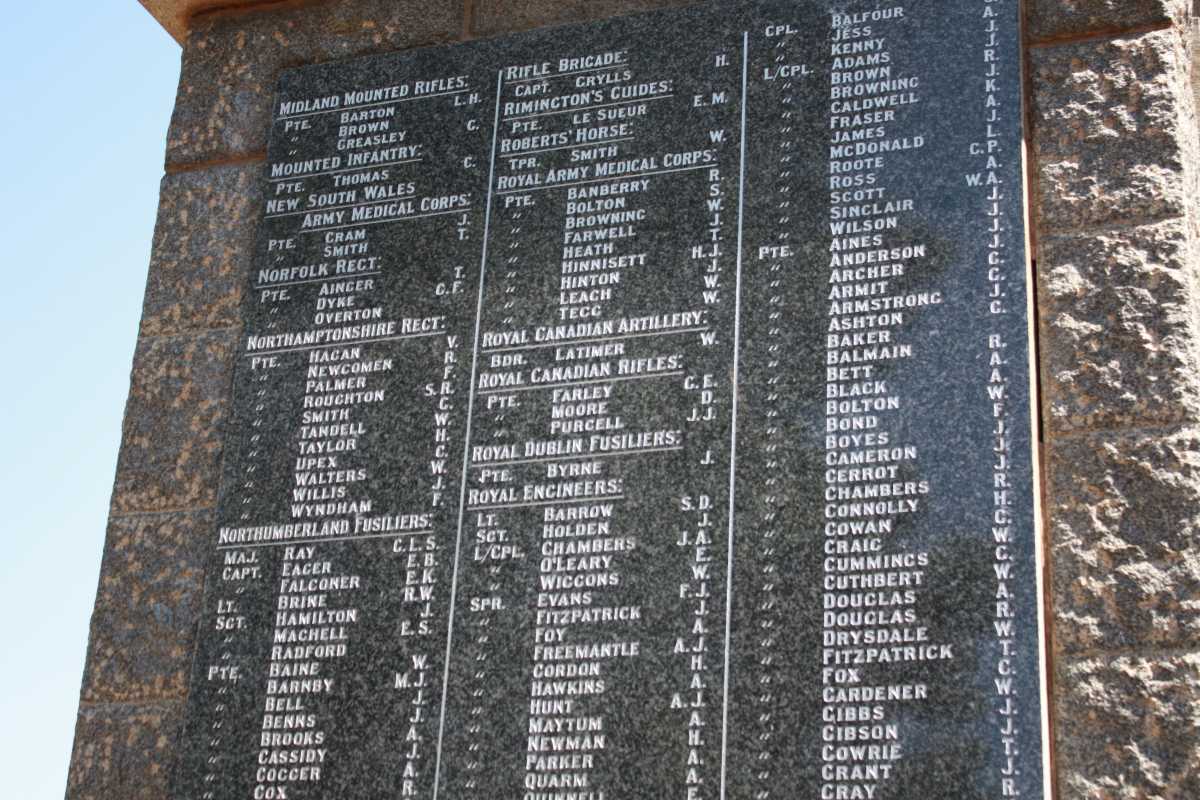 MIDLAND MOUNTED RIFLES:
PTE. BARTON L.H.
" BROWN
" GREASLEY G.
MOUNTED INFANTRY:
PTE. THOMAS G.
NEW SOUTH WALES
ARMY MEDICAL CORPS:
PTE. CRAM J.
" SMITH T.
NORFOLK REGT:
PTE. AINGER T.
" DYKE G.F.
" OVERTON
NORTHAMPTONSHIRE REGT:
PTE. HAGAN V.
" NEWCOMEN R.
" PALMER F.
" ROUGHTON S.R.
" SMITH G.
" TANDELL W.
" TAYLOR H.
" UPEX C.
" WALTERS W.
" WILLIS J.
" WYNDHAM F.
NORTHUMBERLAND FUSILIERS:
MAJ. RAY G.L.S.
CAPT. EAGER E.B.
" FALCONER E.K.
LT. BRINE R.W.
SGT. HAMILTON J.
" MACHELL E.S.
" RADFORD
PTE. BAINE W.
" BARNBY M.J.
" BELL J.
" BENNS J.
" BROOKS A.
" CASSIDY J.
" COGGER A.
" COX R.
RIFLE BRIGADE:
CAPT. GRYLLS H.
RIMINGTON'S GUIDES:
PTE. LE SUEUR E.M.
ROBERTS' HORSE:
TPR. SMITH W.
ROYAL ARMY MEDICAL CORPS:
PTE. BANBERRY R.
" BOLTON S.
" BROWNING W.
" FARWELL J.
" HEATH T.
" HINNISETT H.J.
" HINTON J.
" LEACH W.
" TEGG W.
ROYAL CANADIAN ARTILLERY:
BDR. LATIMER W.
ROYAL CANADIAN RIFLES:
PTE. FARLEY C.E.
" MOORE D.
" PURCELL J.J.
ROYAL DUBLIN FUSILIERS:
PTE. BYRNE J.
ROYAL ENGINEERS:
LT. BARROW S.D.
SGT. HOLDEN J.
L/CPL. CHAMBERS J.A.
" O'LEARY E.
" WIGGONS W.
SPR. EVANS F.J.
" FITZPATRICK J.
" FOY A.
" FREEMANTLE A.J.
" GORDON H.
" HAWKINS A.
" HUNT A.J.
" MAYTUM A.
" NEWMAN H.
" PARKER A.
" QUARM A.
" QUINNELL E.
CPL. BALFOUR
" JESS A.
" KENNY J.
L/CPL. ADAMS J.
" BROWN R.
" BROWNING J.
" CALDWELL K.
" FRASER A.
" JAMES J.
" MCDONALD L.
" ROOTE C.P.
" ROSS A.
" SCOTT W.A.
" SINCLAIR J.
" WILSON J.
PTE. AINES J.
" ANDERSON J.
" ARCHER C.
" ARMIT C.
" ARMSTRONG J.
" ASHTON C.
" BAKER
" BALMAIN R.
" BETT A.
" BLACK A.
" BOLTON W.
" BOND F.
" BOYES J.
" CAMERON J.
" CERROT J.
" CHAMBERS R.
" CONNOLLY H.
" COWAN C.
" CRAIG W.
" CUMMINGS C.
" CUTHBERT W.
" DOUGLAS A.
" DOUGLAS R.
" DRYSDALE W.
" FITZPATRICK T.
" FOX C.
" GARDENER W.
" GIBBS J.
" GIBSON J.
" GOWRIE T.
" GRANT J.
" GRAY R.